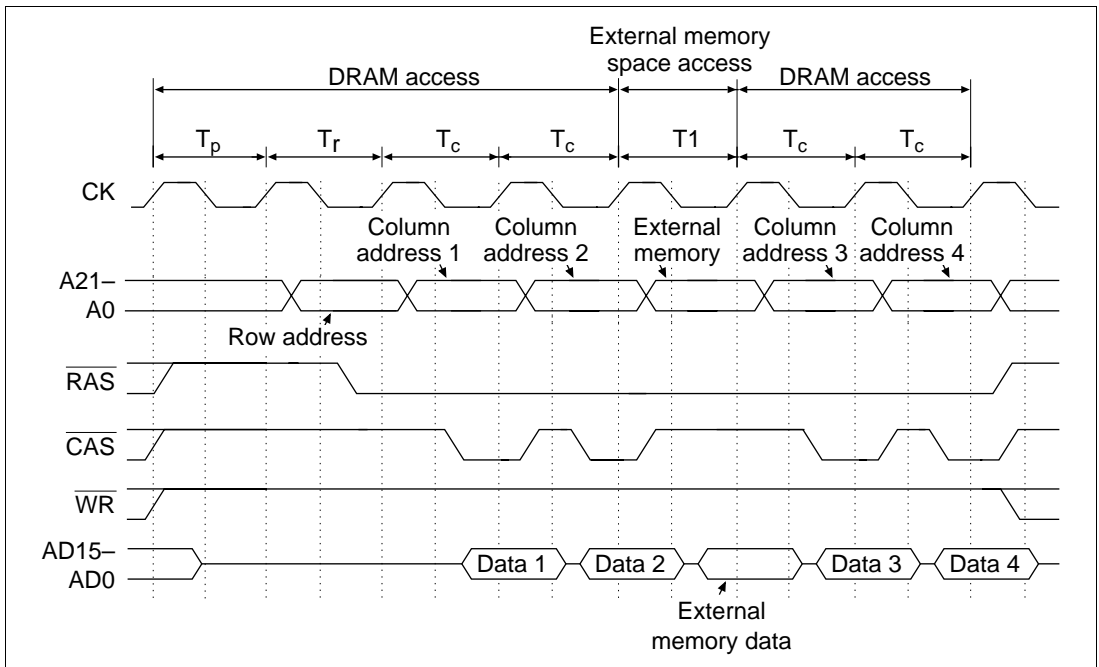 External memory
space access
DRAM access
DRAM access
Tp
Tr
Tc
Tc
T1
Tc
Tc
CK
Column
address 1
Column
address 2
External
memory
Column
address 3
Column
address 4
A21–
A0
Row address
RAS
CAS
WR
AD15–
AD0
Data 1
Data 2
Data 3
Data 4
External
memory data